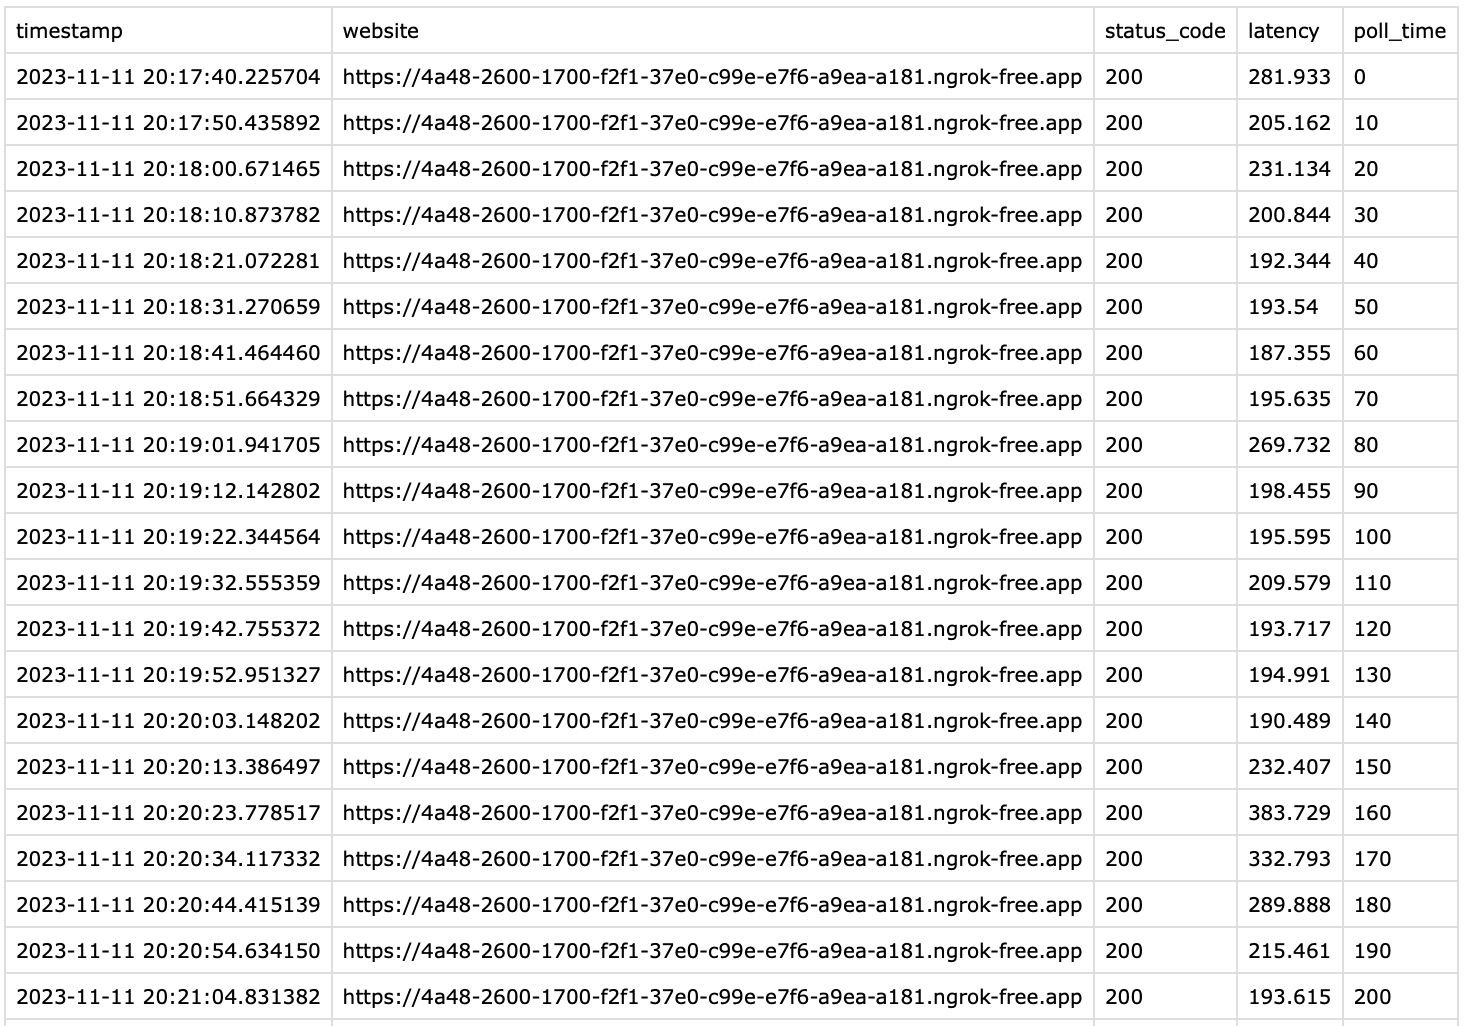 timestamp website status_code latency poll_time
2023-11-11 20:17:40.225704 https://4a48-2600-1700-f2f1-37e0-c99e-e7f6-a9ea-a181.ngrok-free.app 200 281.933 0
2023-11-11 20:17:50.435892 https://4a48-2600-1700-f2f1-37e0-c99e-e7f6-a9ea-a181.ngrok-free.app 200 205.162 10
2023-11-11 20:18:00.671465 https://4a48-2600-1700-f2f1-37e0-c99e-e7f6-a9ea-a181.ngrok-free.app 200 231.134 20
2023-11-11 20:18:10.873782 https://4a48-2600-1700-f2f1-37e0-c99e-e7f6-a9ea-a181.ngrok-free.app 200 200.844 30
2023-11-11 20:18:21.072281 https://4a48-2600-1700-f2f1-37e0-c99e-e7f6-a9ea-a181.ngrok-free.app 200 192.344 40
2023-11-11 20:18:31.270659 https://4a48-2600-1700-f2f1-37e0-c99e-e7f6-a9ea-a181.ngrok-free.app 200 193.54 50
2023-11-11 20:18:41.464460 https://4a48-2600-1700-f2f1-37e0-c99e-e7f6-a9ea-a181.ngrok-free.app 200 187.355 60
2023-11-11 20:18:51.664329 https://4a48-2600-1700-f2f1-37e0-c99e-e7f6-a9ea-a181.ngrok-free.app 200 195.635 70
2023-11-11 20:19:01.941705 https://4a48-2600-1700-f2f1-37e0-c99e-e7f6-a9ea-a181.ngrok-free.app 200 269.732 80
2023-11-11 20:19:12.142802 https://4a48-2600-1700-f2f1-37e0-c99e-e7f6-a9ea-a181.ngrok-free.app 200 198.455 90
2023-11-11 20:19:22.344564 https://4a48-2600-1700-f2f1-37e0-c99e-e7f6-a9ea-a181.ngrok-free.app 200 195.595 100
2023-11-11 20:19:32.555359 https://4a48-2600-1700-f2f1-37e0-c99e-e7f6-a9ea-a181.ngrok-free.app 200 209.579 110
2023-11-11 20:19:42.755372 https://4a48-2600-1700-f2f1-37e0-c99e-e7f6-a9ea-a181.ngrok-free.app 200 193.717 120
2023-11-11 20:19:52.951327 https://4a48-2600-1700-f2f1-37e0-c99e-e7f6-a9ea-a181.ngrok-free.app 200 194.991 130
2023-11-11 20:20:03.148202 https://4a48-2600-1700-f2f1-37e0-c99e-e7f6-a9ea-a181.ngrok-free.app 200 190.489 140
2023-11-11 20:20:13.386497 https://4a48-2600-1700-f2f1-37e0-c99e-e7f6-a9ea-a181.ngrok-free.app 200 232.407 150
2023-11-11 20:20:23.778517 https://4a48-2600-1700-f2f1-37e0-c99e-e7f6-a9ea-a181.ngrok-free.app 200 383.729 160
2023-11-11 20:20:34.117332 https://4a48-2600-1700-f2f1-37e0-c99e-e7f6-a9ea-a181.ngrok-free.app 200 332.793 170
2023-11-11 20:20:44.415139 https://4a48-2600-1700-f2f1-37e0-c99e-e7f6-a9ea-a181.ngrok-free.app 200 289.888 180
2023-11-11 20:20:54.634150 https://4a48-2600-1700-f2f1-37e0-c99e-e7f6-a9ea-a181.ngrok-free.app 200 215.461 190
2023-11-11 20:21:04.831382 https://4a48-2600-1700-f2f1-37e0-c99e-e7f6-a9ea-a181.ngrok-free.app 200 193.615 200